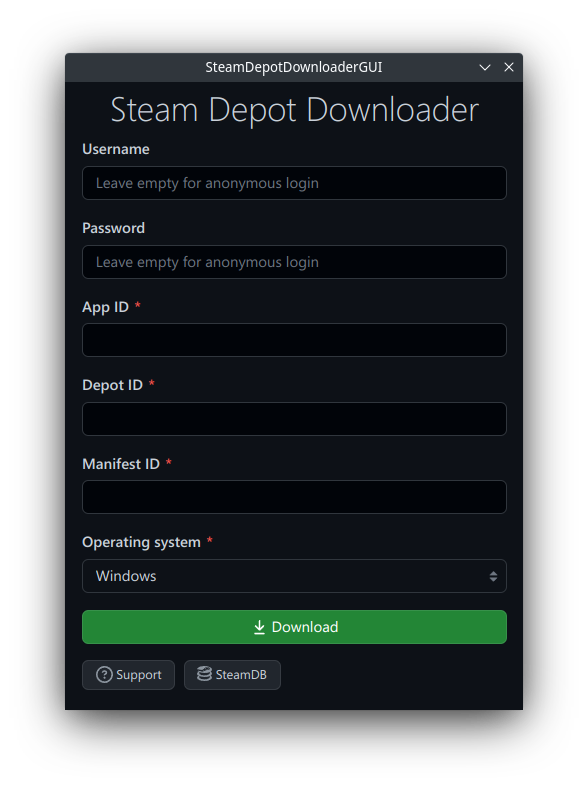 SteamDepotDownloaderGUI
Steam Depot Downloader
Username
Leave empty for anonymous login
Password
Leave empty for anonymous login
App ID *
Depot ID *
Manifest ID *
Operating system *
Windows
Download
Support
SteamDB